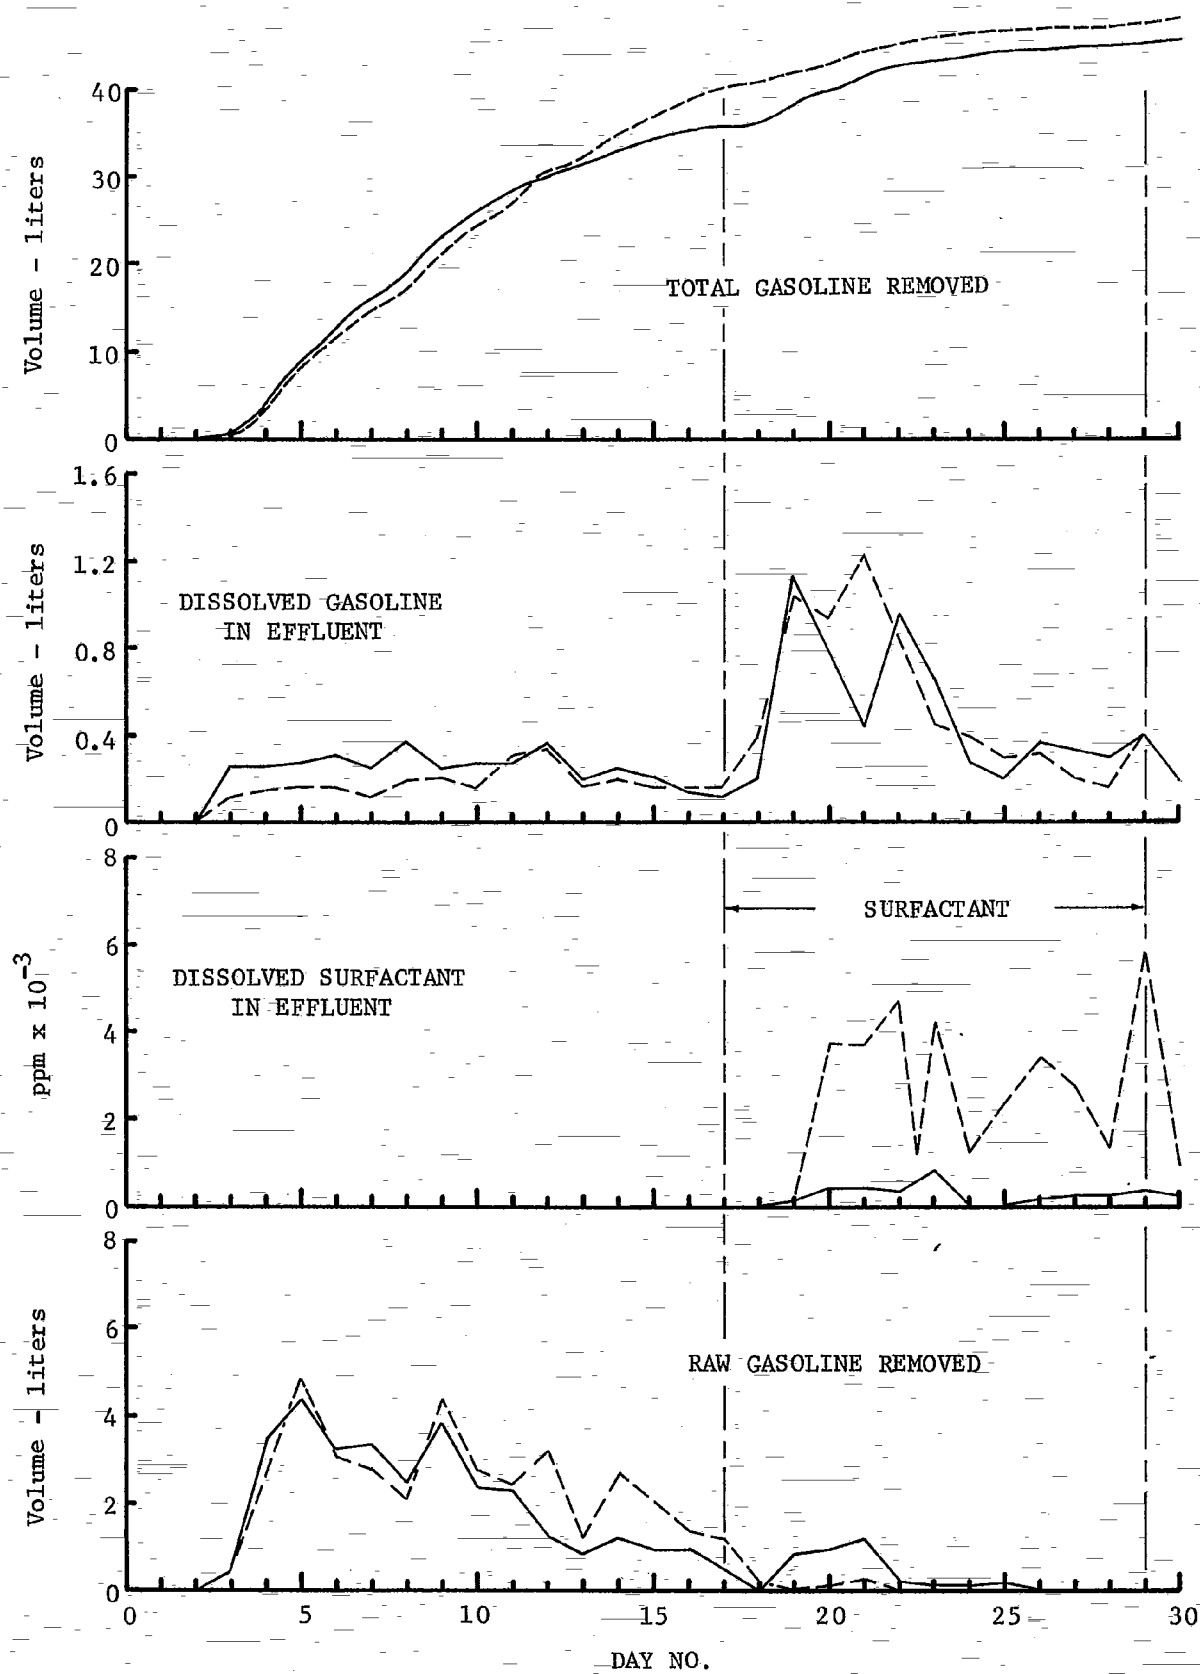 40
30
20
10
0
Volume - liters
TOTAL GASOLINE REMOVED
1.6
1.2
0.8
0.4
0
Volume - liters
DISSOLVED GASOLINE
IN EFFLUENT
8
6
4
2
0
ppm x 10⁻³
SURFACTANT
DISSOLVED SURFACTANT
IN EFFLUENT
8
6
4
2
0
Volume - liters
RAW GASOLINE REMOVED
0 5 10 15 20 25 30
DAY NO.